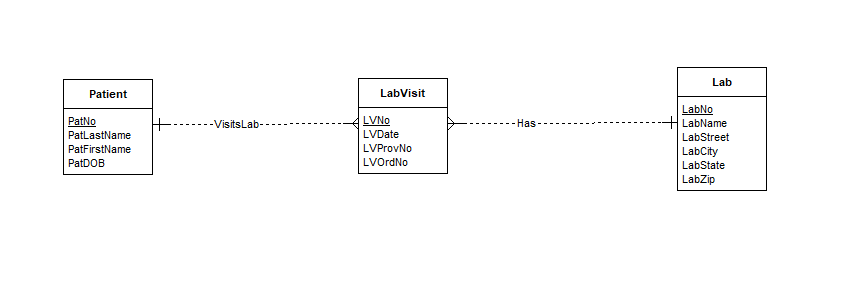 Patient
PatNo
PatLastName
PatFirstName
PatDOB
VisitsLab
LabVisit
LVNo
LVDate
LVProvNo
LVOrdNo
Has
Lab
LabNo
LabName
LabStreet
LabCity
LabState
LabZip